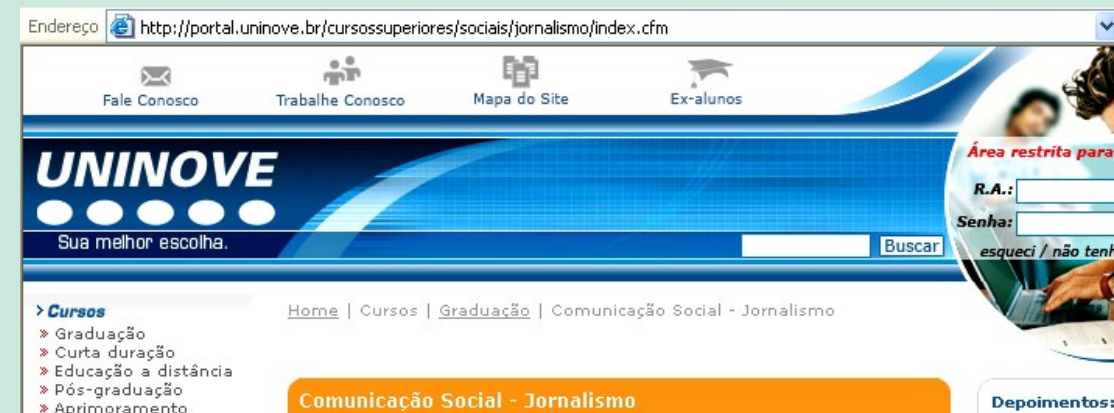 Endereço http://portal.uninove.br/cursossuperiores/sociais/jornalismo/index.cfm
Fale Conosco Trabalhe Conosco Mapa do Site Ex-alunos
Área restrita para
UNINOVE
R.A.:
Senha:
Sua melhor escolha.
Buscar
esqueci / não tenh
Cursos
Home | Cursos | Graduação | Comunicação Social - Jornalismo
» Graduação
» Curta duração
» Educação a distância
» Pós-graduação
» Aprimoramento
Comunicação Social - Jornalismo
Depoimentos: